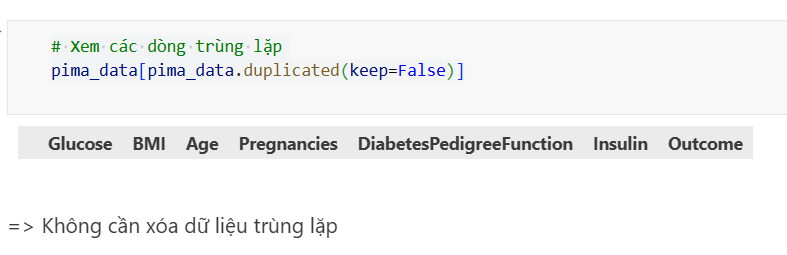 # Xem các dòng trùng lặp
pima_data[pima_data.duplicated(keep=False)]
Glucose BMI Age Pregnancies DiabetesPedigreeFunction Insulin Outcome
=> Không cần xóa dữ liệu trùng lặp